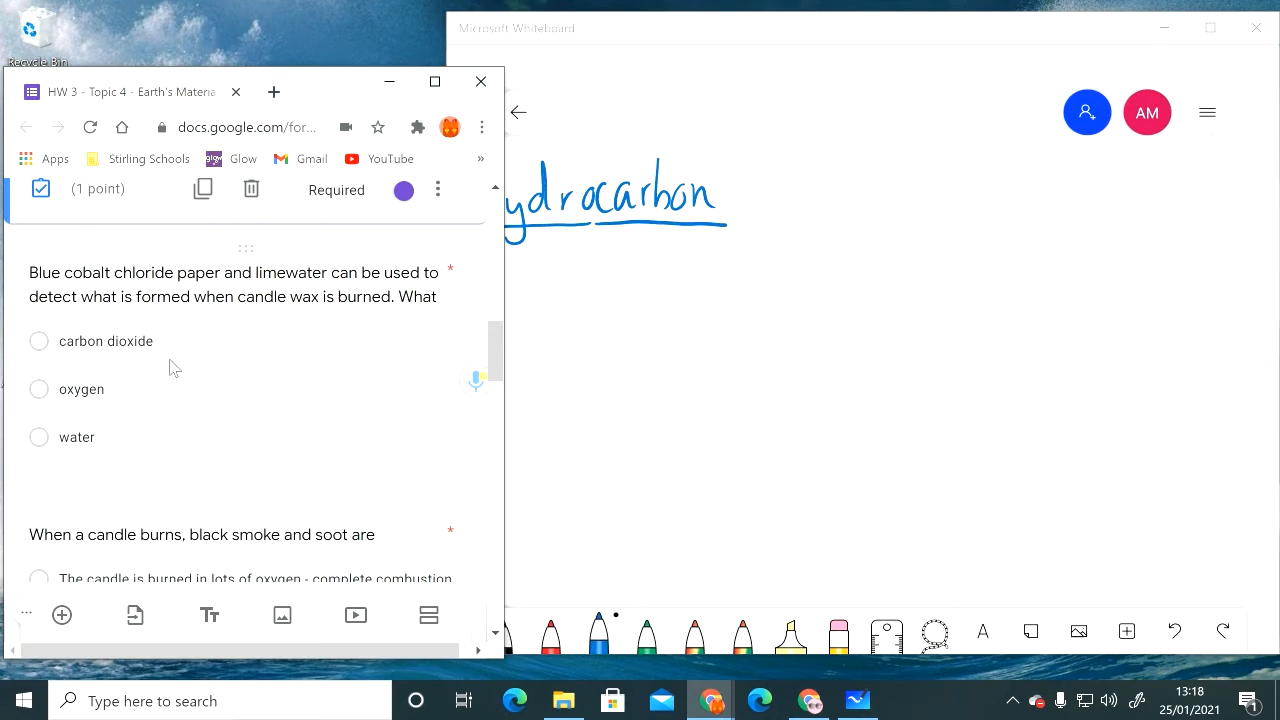 Recycle Bin
Microsoft Whiteboard
HW 3 - Topic 4 - Earth's Materia
docs.google.com/for...
Apps
Stirling Schools
glow
Glow
Gmail
YouTube
»
AM
(1 point)
Required
ydrocarbon
Blue cobalt chloride paper and limewater can be used to *
detect what is formed when candle wax is burned. What
carbon dioxide
oxygen
water
When a candle burns, black smoke and soot are *
The candle is burned in lots of oxygen - complete combustion
Tt
A
Type here to search
13:18
25/01/2021
1